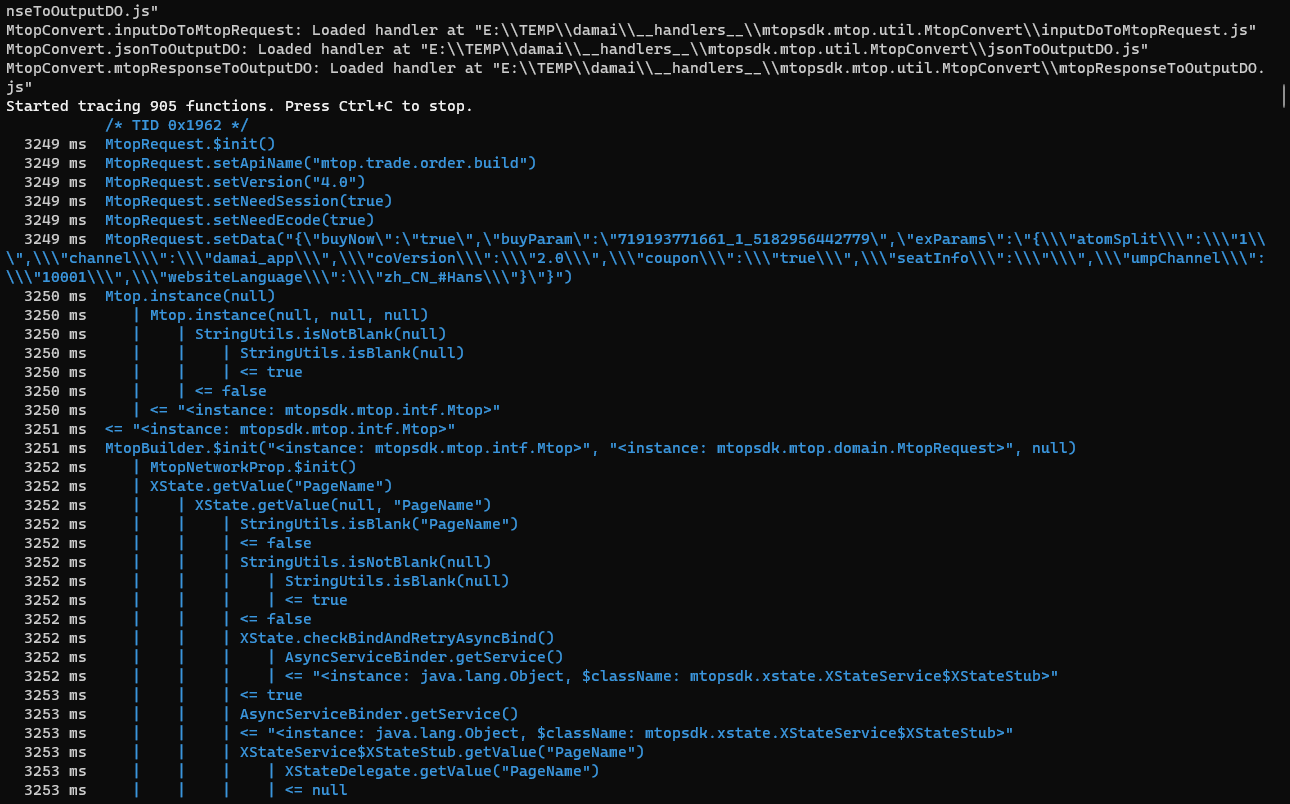 nseToOutputDO.js"
MtopConvert.inputDoToMtopRequest: Loaded handler at "E:\\TEMP\\damai\\__handlers__\\mtopsdk.mtop.util.MtopConvert\\inputDoToMtopRequest.js"
MtopConvert.jsonToOutputDO: Loaded handler at "E:\\TEMP\\damai\\__handlers__\\mtopsdk.mtop.util.MtopConvert\\jsonToOutputDO.js"
MtopConvert.mtopResponseToOutputDO: Loaded handler at "E:\\TEMP\\damai\\__handlers__\\mtopsdk.mtop.util.MtopConvert\\mtopResponseToOutputDO.
js"
Started tracing 905 functions. Press Ctrl+C to stop.
           /* TID 0x1962 */
  3249 ms  MtopRequest.$init()
  3249 ms  MtopRequest.setApiName("mtop.trade.order.build")
  3249 ms  MtopRequest.setVersion("4.0")
  3249 ms  MtopRequest.setNeedSession(true)
  3249 ms  MtopRequest.setNeedEcode(true)
  3249 ms  MtopRequest.setData("{\"buyNow\":\"true\",\"buyParam\":\"719193771661_1_5182956442779\",\"exParams\":\"{\\\"atomSplit\\\":\\\"1\\
\",\\\"channel\\\":\\\"damai_app\\\",\\\"coVersion\\\":\\\"2.0\\\",\\\"coupon\\\":\\\"true\\\",\\\"seatInfo\\\":\\\"\\\",\\\"umpChannel\\\":
\\\"10001\\\",\\\"websiteLanguage\\\":\\\"zh_CN_#Hans\\\"}\"}")
  3250 ms  Mtop.instance(null)
  3250 ms     | Mtop.instance(null, null, null)
  3250 ms     |    | StringUtils.isNotBlank(null)
  3250 ms     |    |    | StringUtils.isBlank(null)
  3250 ms     |    |    | <= true
  3250 ms     |    | <= false
  3250 ms     | <= "<instance: mtopsdk.mtop.intf.Mtop>"
  3251 ms  <= "<instance: mtopsdk.mtop.intf.Mtop>"
  3251 ms  MtopBuilder.$init("<instance: mtopsdk.mtop.intf.Mtop>", "<instance: mtopsdk.mtop.domain.MtopRequest>", null)
  3252 ms     | MtopNetworkProp.$init()
  3252 ms     | XState.getValue("PageName")
  3252 ms     |    | XState.getValue(null, "PageName")
  3252 ms     |    |    | StringUtils.isBlank("PageName")
  3252 ms     |    |    | <= false
  3252 ms     |    |    | StringUtils.isNotBlank(null)
  3252 ms     |    |    |    | StringUtils.isBlank(null)
  3252 ms     |    |    |    | <= true
  3252 ms     |    |    | <= false
  3252 ms     |    |    | XState.checkBindAndRetryAsyncBind()
  3252 ms     |    |    |    | AsyncServiceBinder.getService()
  3252 ms     |    |    |    | <= "<instance: java.lang.Object, $className: mtopsdk.xstate.XStateService$XStateStub>"
  3253 ms     |    |    | <= true
  3253 ms     |    |    | AsyncServiceBinder.getService()
  3253 ms     |    |    | <= "<instance: java.lang.Object, $className: mtopsdk.xstate.XStateService$XStateStub>"
  3253 ms     |    |    | XStateService$XStateStub.getValue("PageName")
  3253 ms     |    |    |    | XStateDelegate.getValue("PageName")
  3253 ms     |    |    |    | <= null